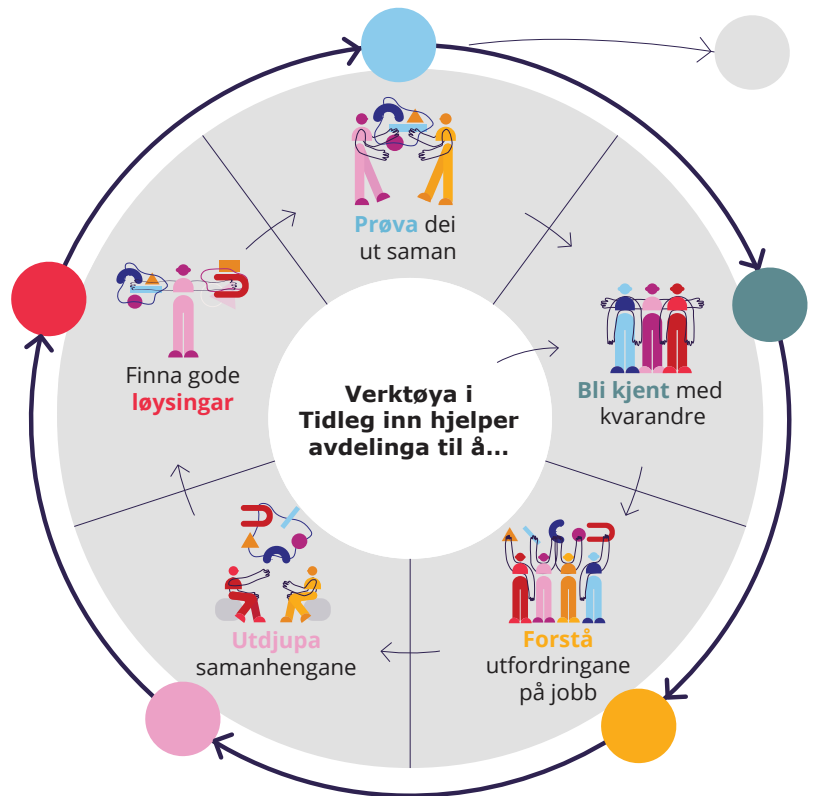 Verktøya i
Tidleg inn hjelper
avdelinga til å...
Bli kjent med
kvarandre
Forstå
utfordringane
på jobb
Utdjupa
samanhengane
Finna gode
løysingar
Prøva dei
ut saman